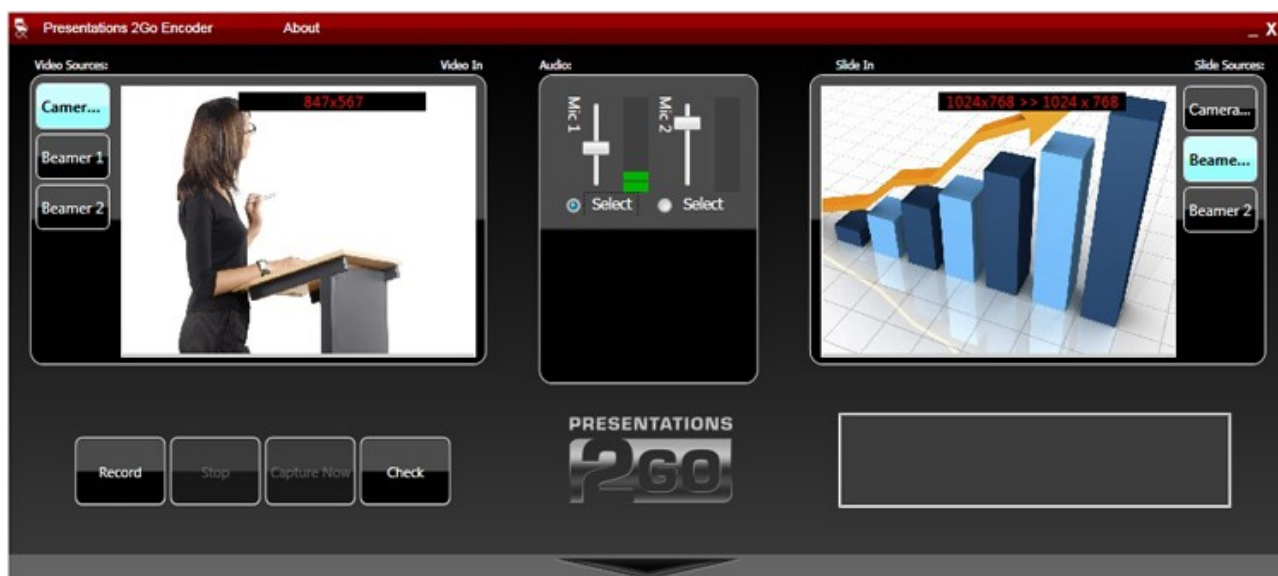 Presentations 2Go Encoder About _ X
Video Sources: Video In Audio: Slide In Slide Sources:
Camer...
Beamer 1
Beamer 2
847x567
Mic 1
Mic 2
Select Select
1024x768 >> 1024 x 768
Camera...
Beame...
Beamer 2
Record Stop Capture Now Check
PRESENTATIONS
2GO